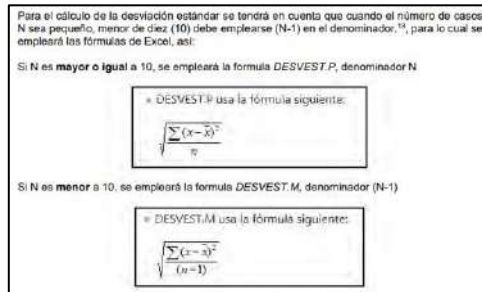 Para el cálculo de la desviación estándar se tendrá en cuenta que cuando el número de casos
N sea pequeño, menor de diez (10) debe emplearse (N-1) en el denominador.¹³, para lo cual se
emplearán las fórmulas de Excel, así:
Si N es mayor o igual a 10, se empleará la formula DESVEST.P, denominador N
DESVEST.P usa la fórmula siguiente:
√(∑(x-x̄)²/n)
Si N es menor a 10, se empleará la formula DESVEST.M, denominador (N-1)
DESVEST.M usa la fórmula siguiente:
√(∑(x-x̄)²/(n-1))